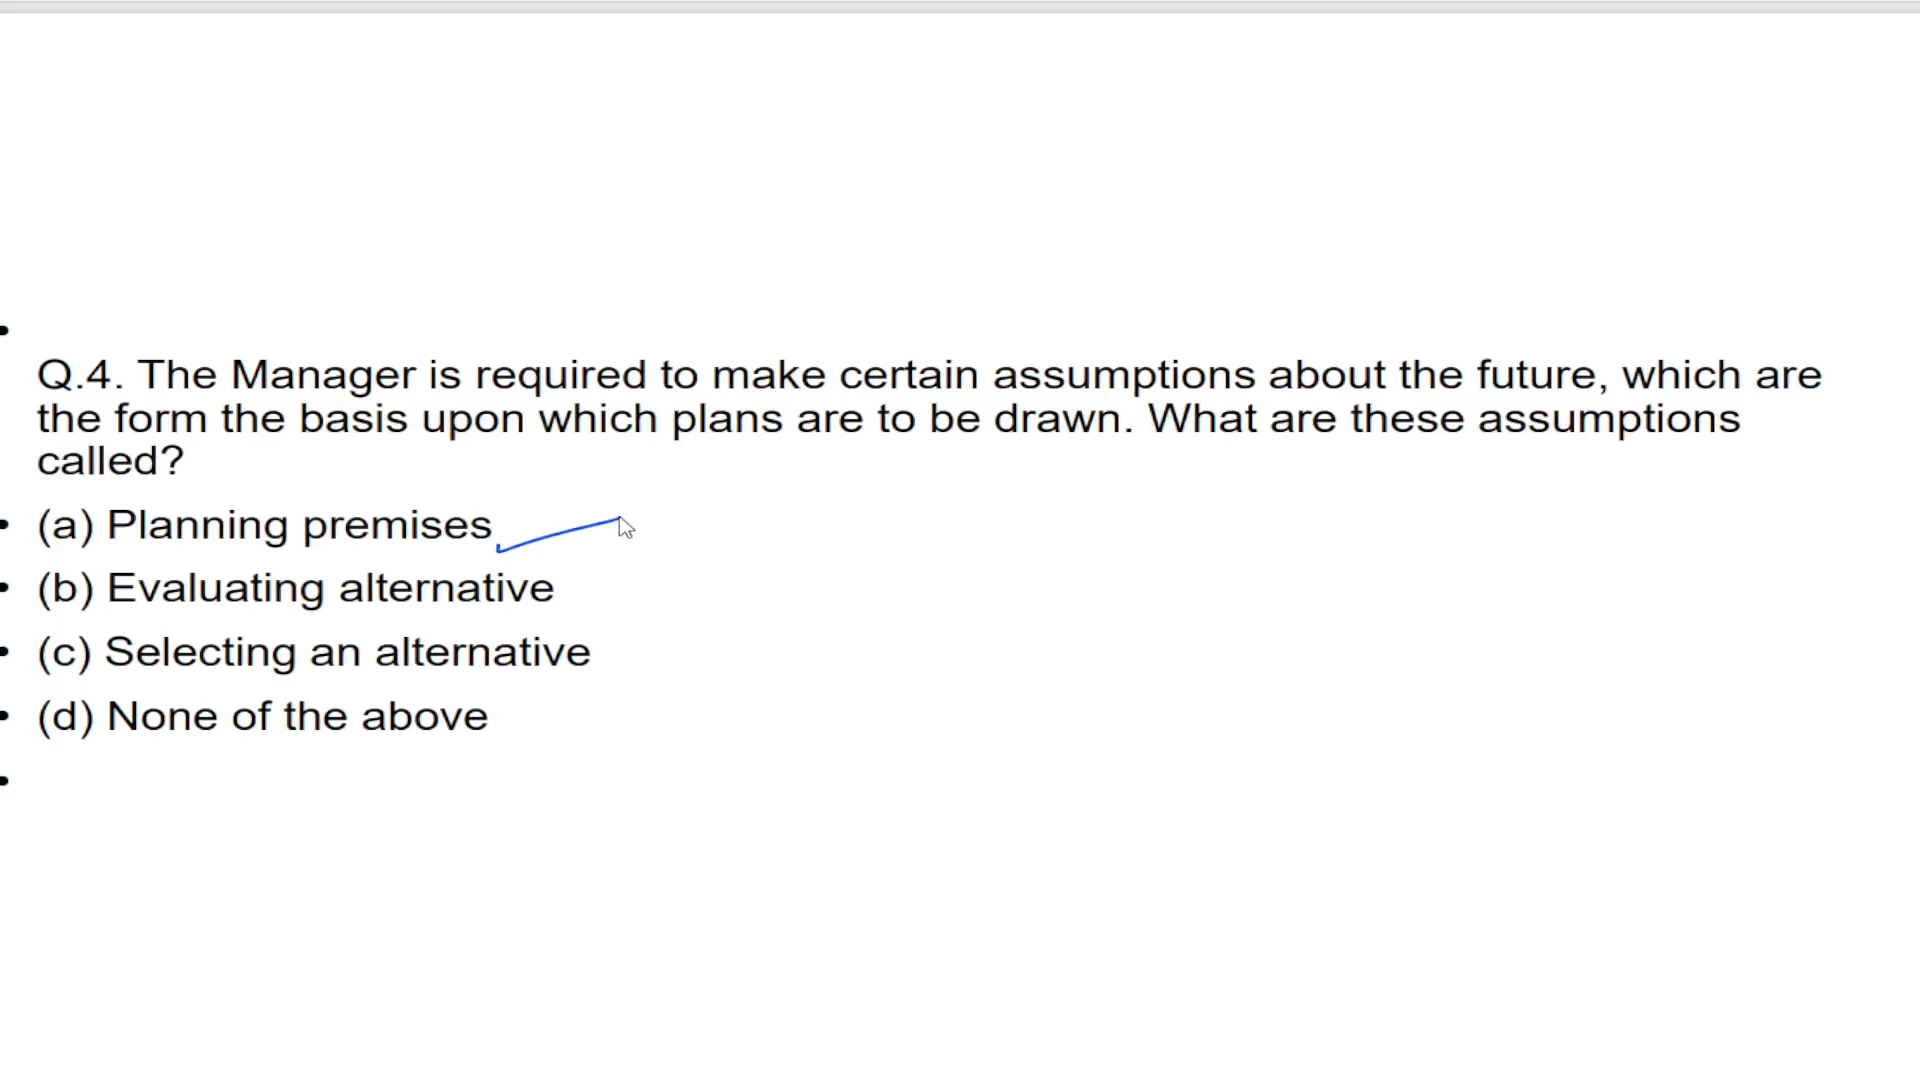 Q.4. The Manager is required to make certain assumptions about the future, which are
the form the basis upon which plans are to be drawn. What are these assumptions
called?
• (a) Planning premises
• (b) Evaluating alternative
• (c) Selecting an alternative
• (d) None of the above